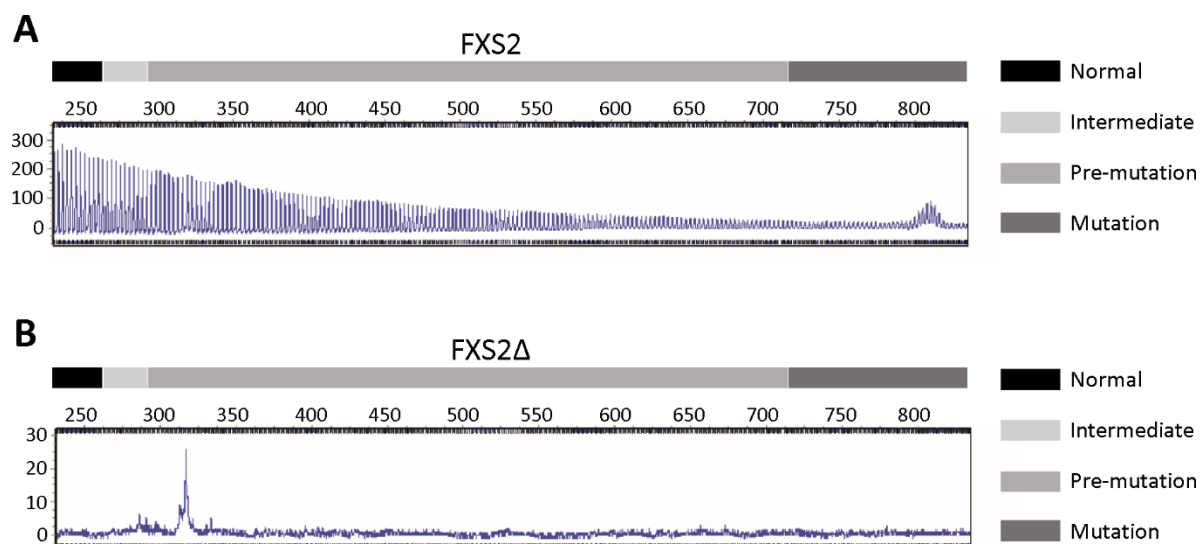 A
FXS2
250 300 350 400 450 500 550 600 650 700 750 800
300
200
100
0
Normal
Intermediate
Pre-mutation
Mutation
B
FXS2Δ
250 300 350 400 450 500 550 600 650 700 750 800
30
20
10
0
Normal
Intermediate
Pre-mutation
Mutation